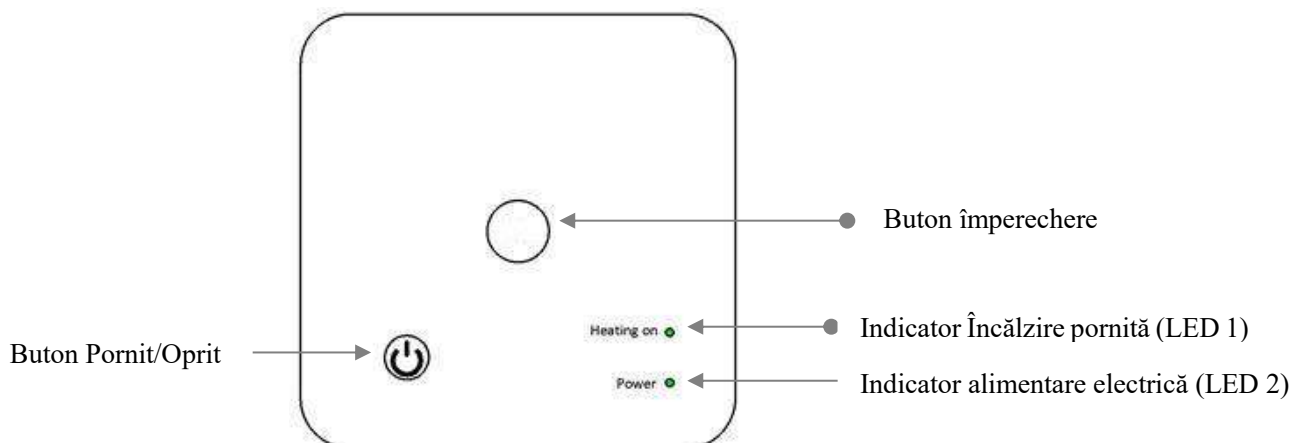 Buton împerechere
Heating on
Indicator Încălzire pornită (LED 1)
Buton Pornit/Oprit
Power
Indicator alimentare electrică (LED 2)